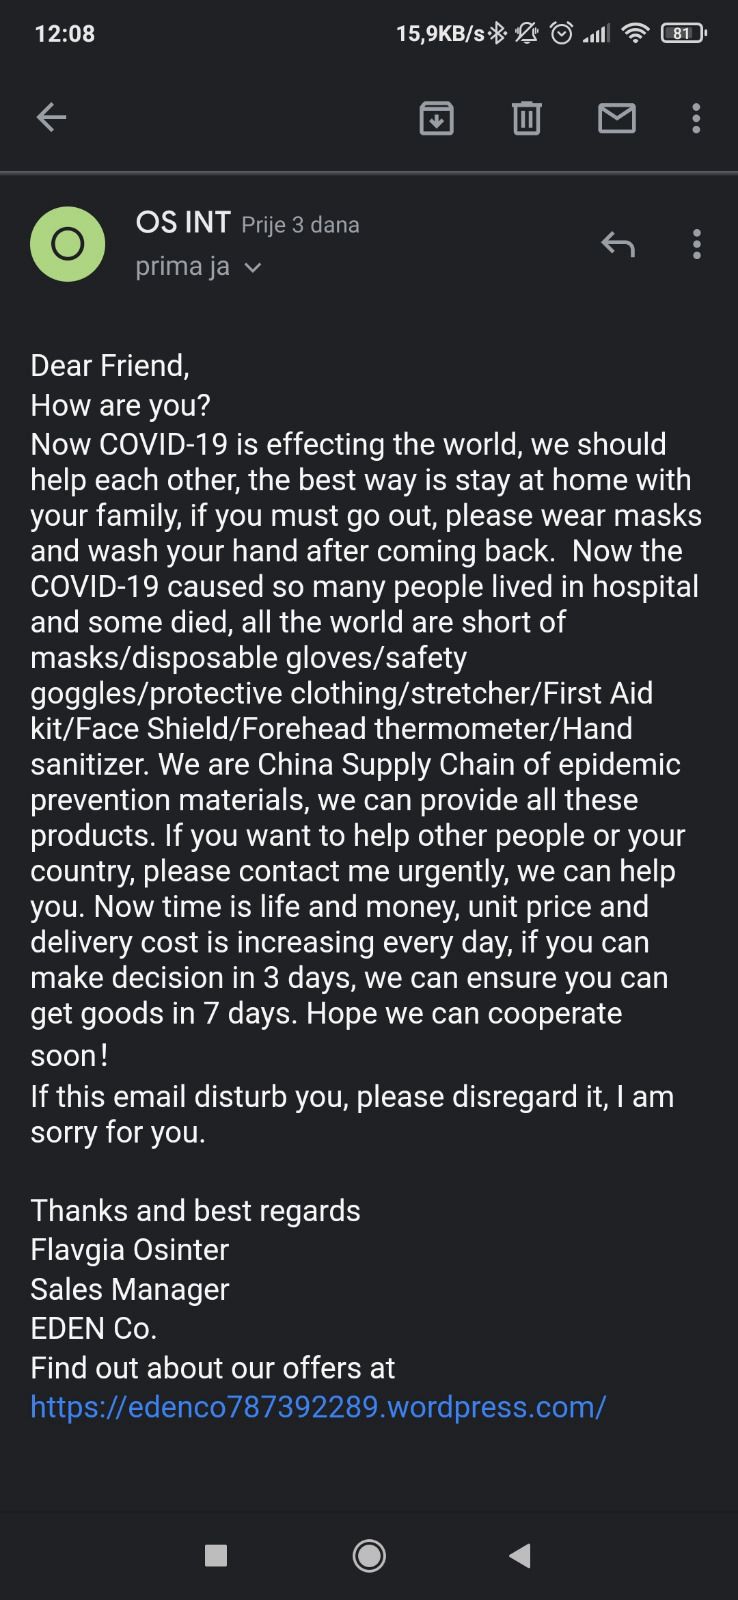 12:08
15,9KB/s
81
OS INT Prije 3 dana
O
prima ja
Dear Friend,
How are you?
Now COVID-19 is effecting the world, we should
help each other, the best way is stay at home with
your family, if you must go out, please wear masks
and wash your hand after coming back.  Now the
COVID-19 caused so many people lived in hospital
and some died, all the world are short of
masks/disposable gloves/safety
goggles/protective clothing/stretcher/First Aid
kit/Face Shield/Forehead thermometer/Hand
sanitizer. We are China Supply Chain of epidemic
prevention materials, we can provide all these
products. If you want to help other people or your
country, please contact me urgently, we can help
you. Now time is life and money, unit price and
delivery cost is increasing every day, if you can
make decision in 3 days, we can ensure you can
get goods in 7 days. Hope we can cooperate
soon！
If this email disturb you, please disregard it, I am
sorry for you.
Thanks and best regards
Flavgia Osinter
Sales Manager
EDEN Co.
Find out about our offers at
https://edenco787392289.wordpress.com/